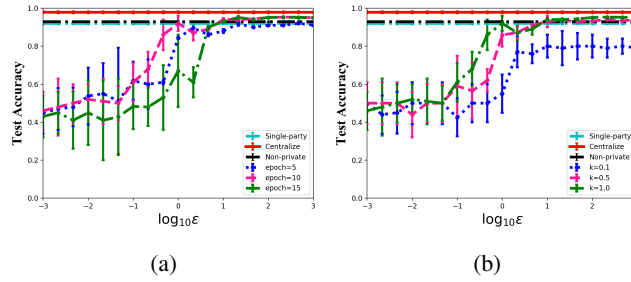 1.0
0.8
0.6
0.4
0.2
0.0
Test Accuracy
-3 -2 -1 0 1 2 3
log₁₀ε
Single-party
Centralize
Non-private
epoch=5
epoch=10
epoch=15
(a)
1.0
0.8
0.6
0.4
0.2
0.0
Test Accuracy
-3 -2 -1 0 1 2
log₁₀ε
Single-party
Centralize
Non-private
k=0.1
k=0.5
k=1.0
(b)